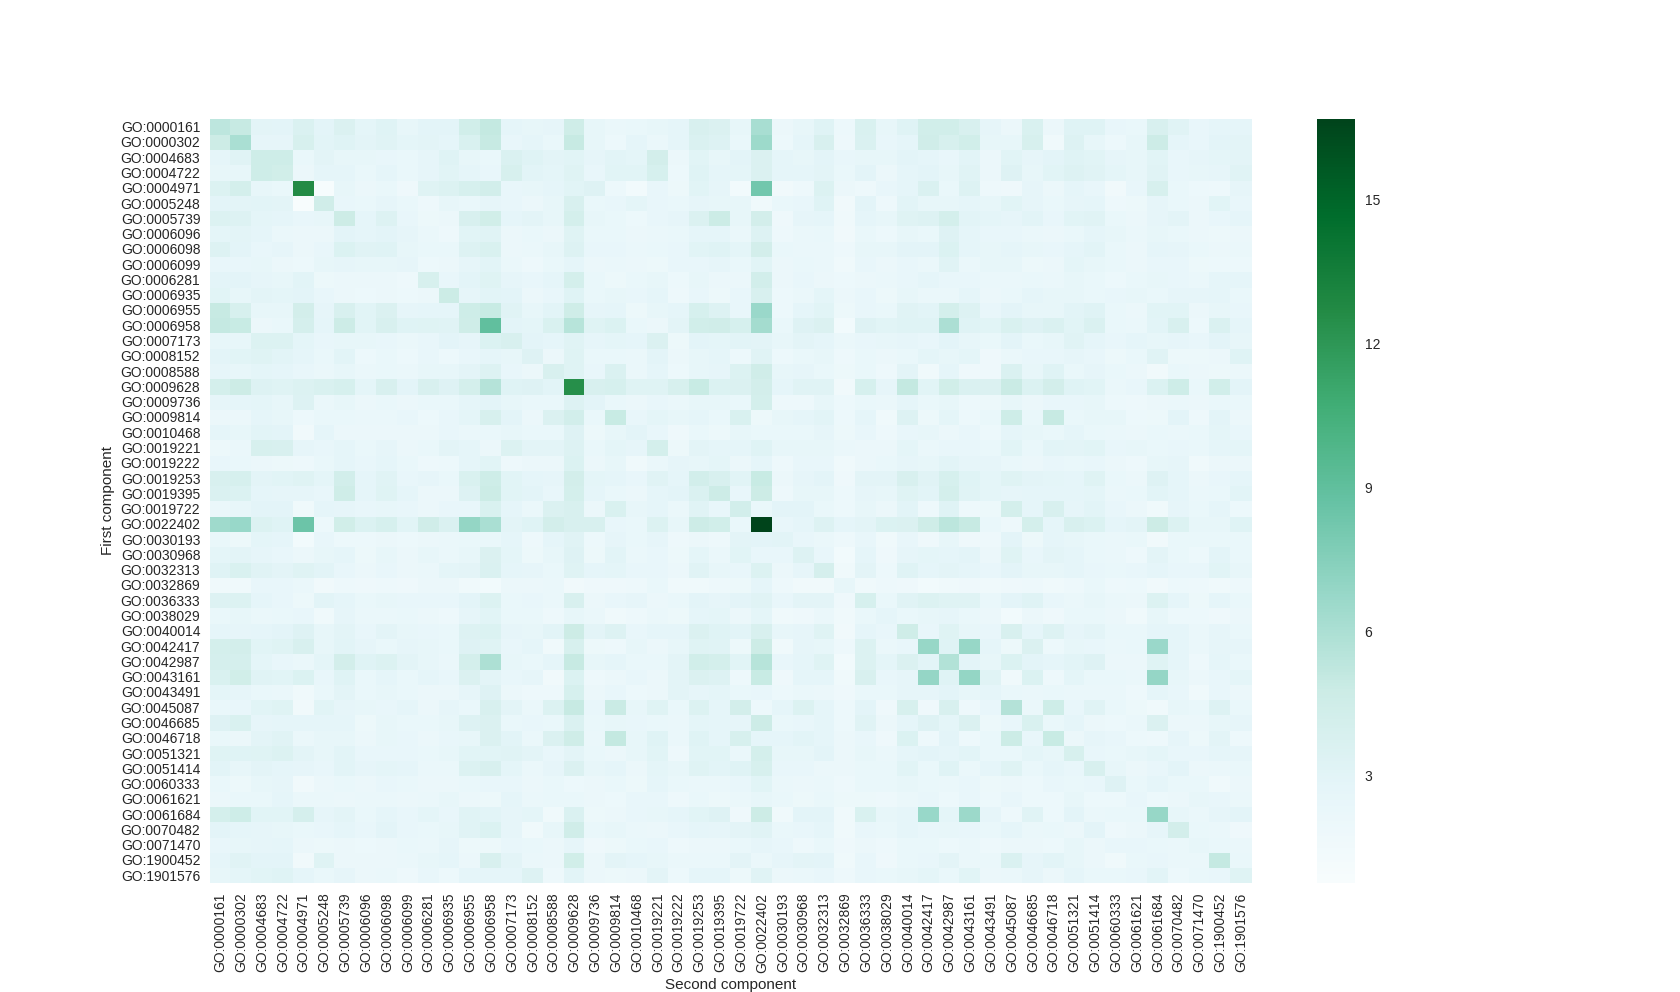 First component
GO:0000161
GO:0000302
GO:0004683
GO:0004722
GO:0004971
GO:0005248
GO:0005739
GO:0006096
GO:0006098
GO:0006099
GO:0006281
GO:0006935
GO:0006955
GO:0006958
GO:0007173
GO:0008152
GO:0008588
GO:0009628
GO:0009736
GO:0009814
GO:0010468
GO:0019221
GO:0019222
GO:0019253
GO:0019395
GO:0019722
GO:0022402
GO:0030193
GO:0030968
GO:0032313
GO:0032869
GO:0036333
GO:0038029
GO:0040014
GO:0042417
GO:0042987
GO:0043161
GO:0043491
GO:0045087
GO:0046685
GO:0046718
GO:0051321
GO:0051414
GO:0060333
GO:0061621
GO:0061684
GO:0070482
GO:0071470
GO:1900452
GO:1901576
GO:0000161
GO:0000302
GO:0004683
GO:0004722
GO:0004971
GO:0005248
GO:0005739
GO:0006096
GO:0006098
GO:0006099
GO:0006281
GO:0006935
GO:0006955
GO:0006958
GO:0007173
GO:0008152
GO:0008588
GO:0009628
GO:0009736
GO:0009814
GO:0010468
GO:0019221
GO:0019222
GO:0019253
GO:0019395
GO:0019722
GO:0022402
GO:0030193
GO:0030968
GO:0032313
GO:0032869
GO:0036333
GO:0038029
GO:0040014
GO:0042417
GO:0042987
GO:0043161
GO:0043491
GO:0045087
GO:0046685
GO:0046718
GO:0051321
GO:0051414
GO:0060333
GO:0061621
GO:0061684
GO:0070482
GO:0071470
GO:1900452
GO:1901576
Second component
15
12
9
6
3